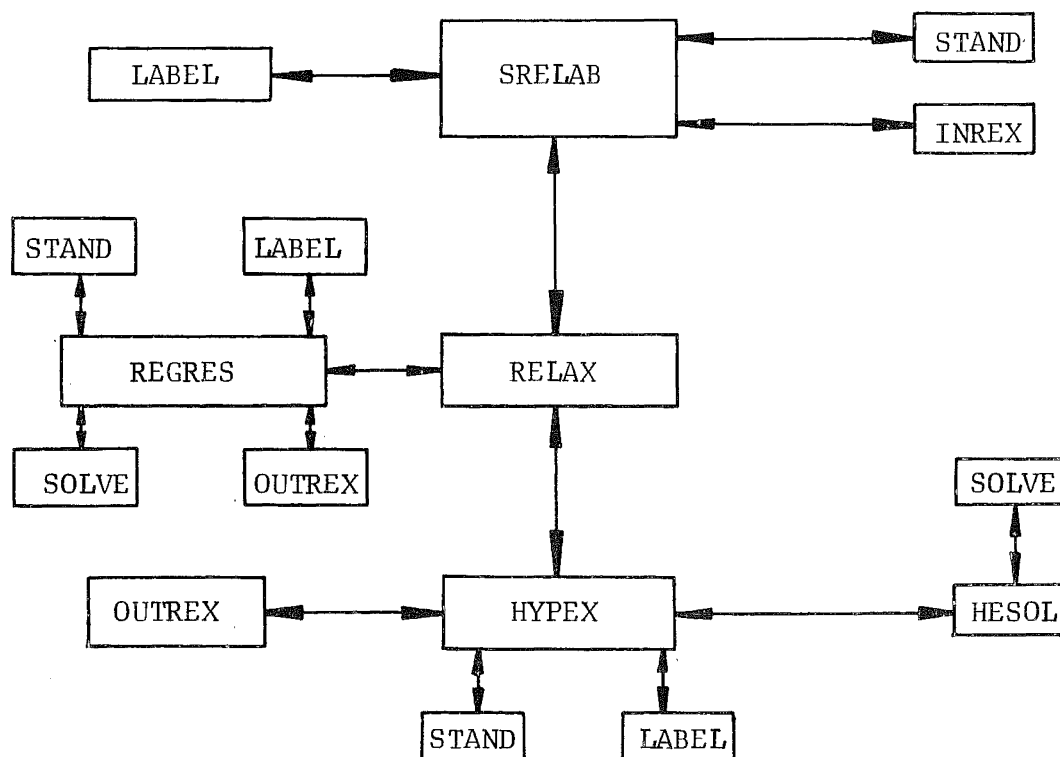 STAND
LABEL
SRELAB
INREX
STAND
LABEL
REGRES
RELAX
SOLVE
OUTREX
SOLVE
OUTREX
HYPEX
HESOL
STAND
LABEL